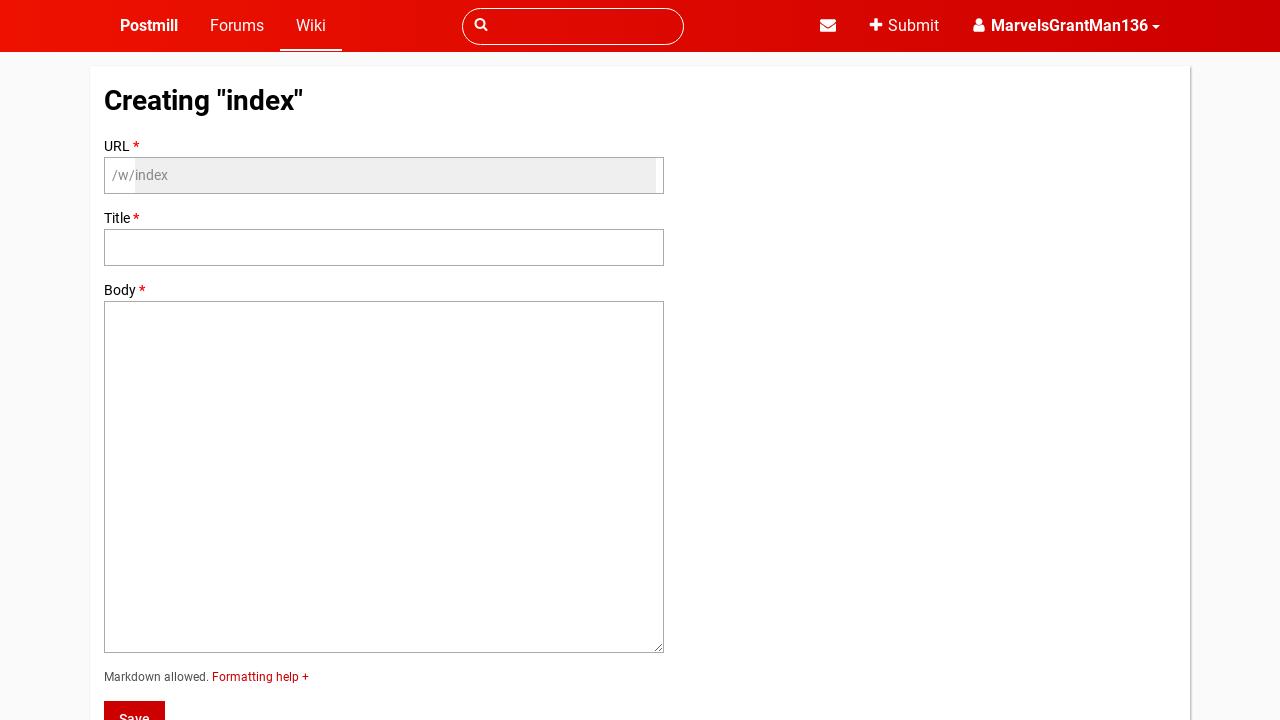 Postmill Forums Wiki Submit MarvelsGrantMan136
Creating "index"
URL *
/w/index
Title *
Body *
Markdown allowed. Formatting help +
Save